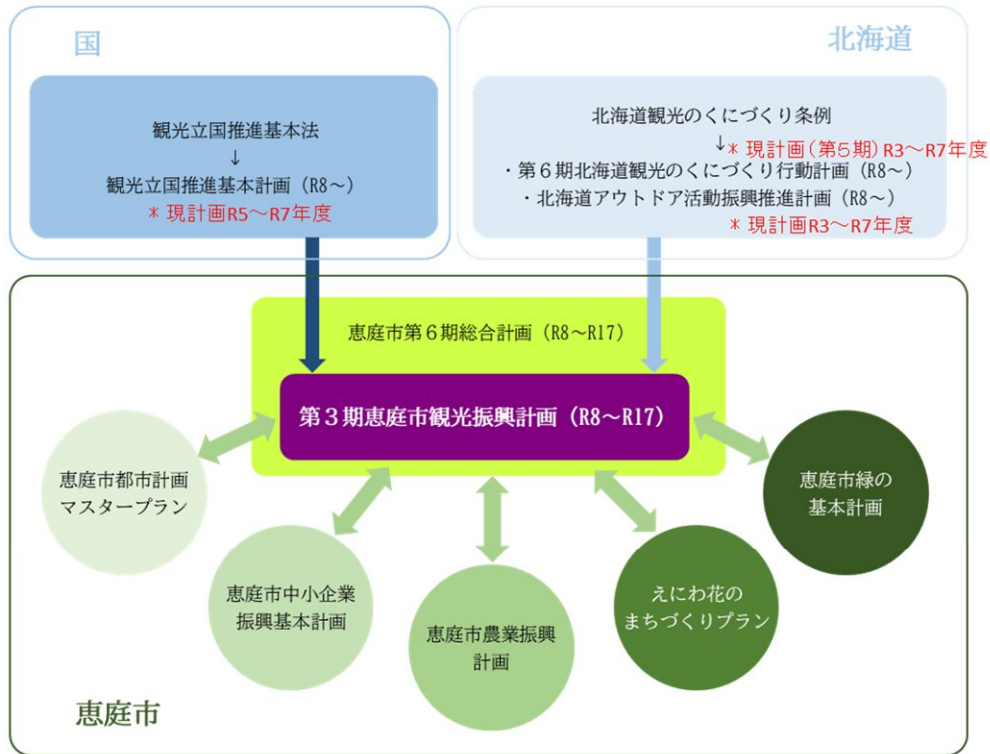 国
観光立国推進基本法
↓
観光立国推進基本計画（R8～）
＊現計画R5～R7年度
北海道
北海道観光のくにづくり条例
↓＊現計画（第5期）R3～R7年度
・第６期北海道観光のくにづくり行動計画（R8～）
・北海道アウトドア活動振興推進計画（R8～）
＊現計画R3～R7年度
恵庭市第６期総合計画（R8～R17）
第３期恵庭市観光振興計画（R8～R17）
恵庭市都市計画
マスタープラン
恵庭市中小企業
振興基本計画
恵庭市農業振興
計画
えにわ花の
まちづくりプラン
恵庭市緑の
基本計画
恵庭市